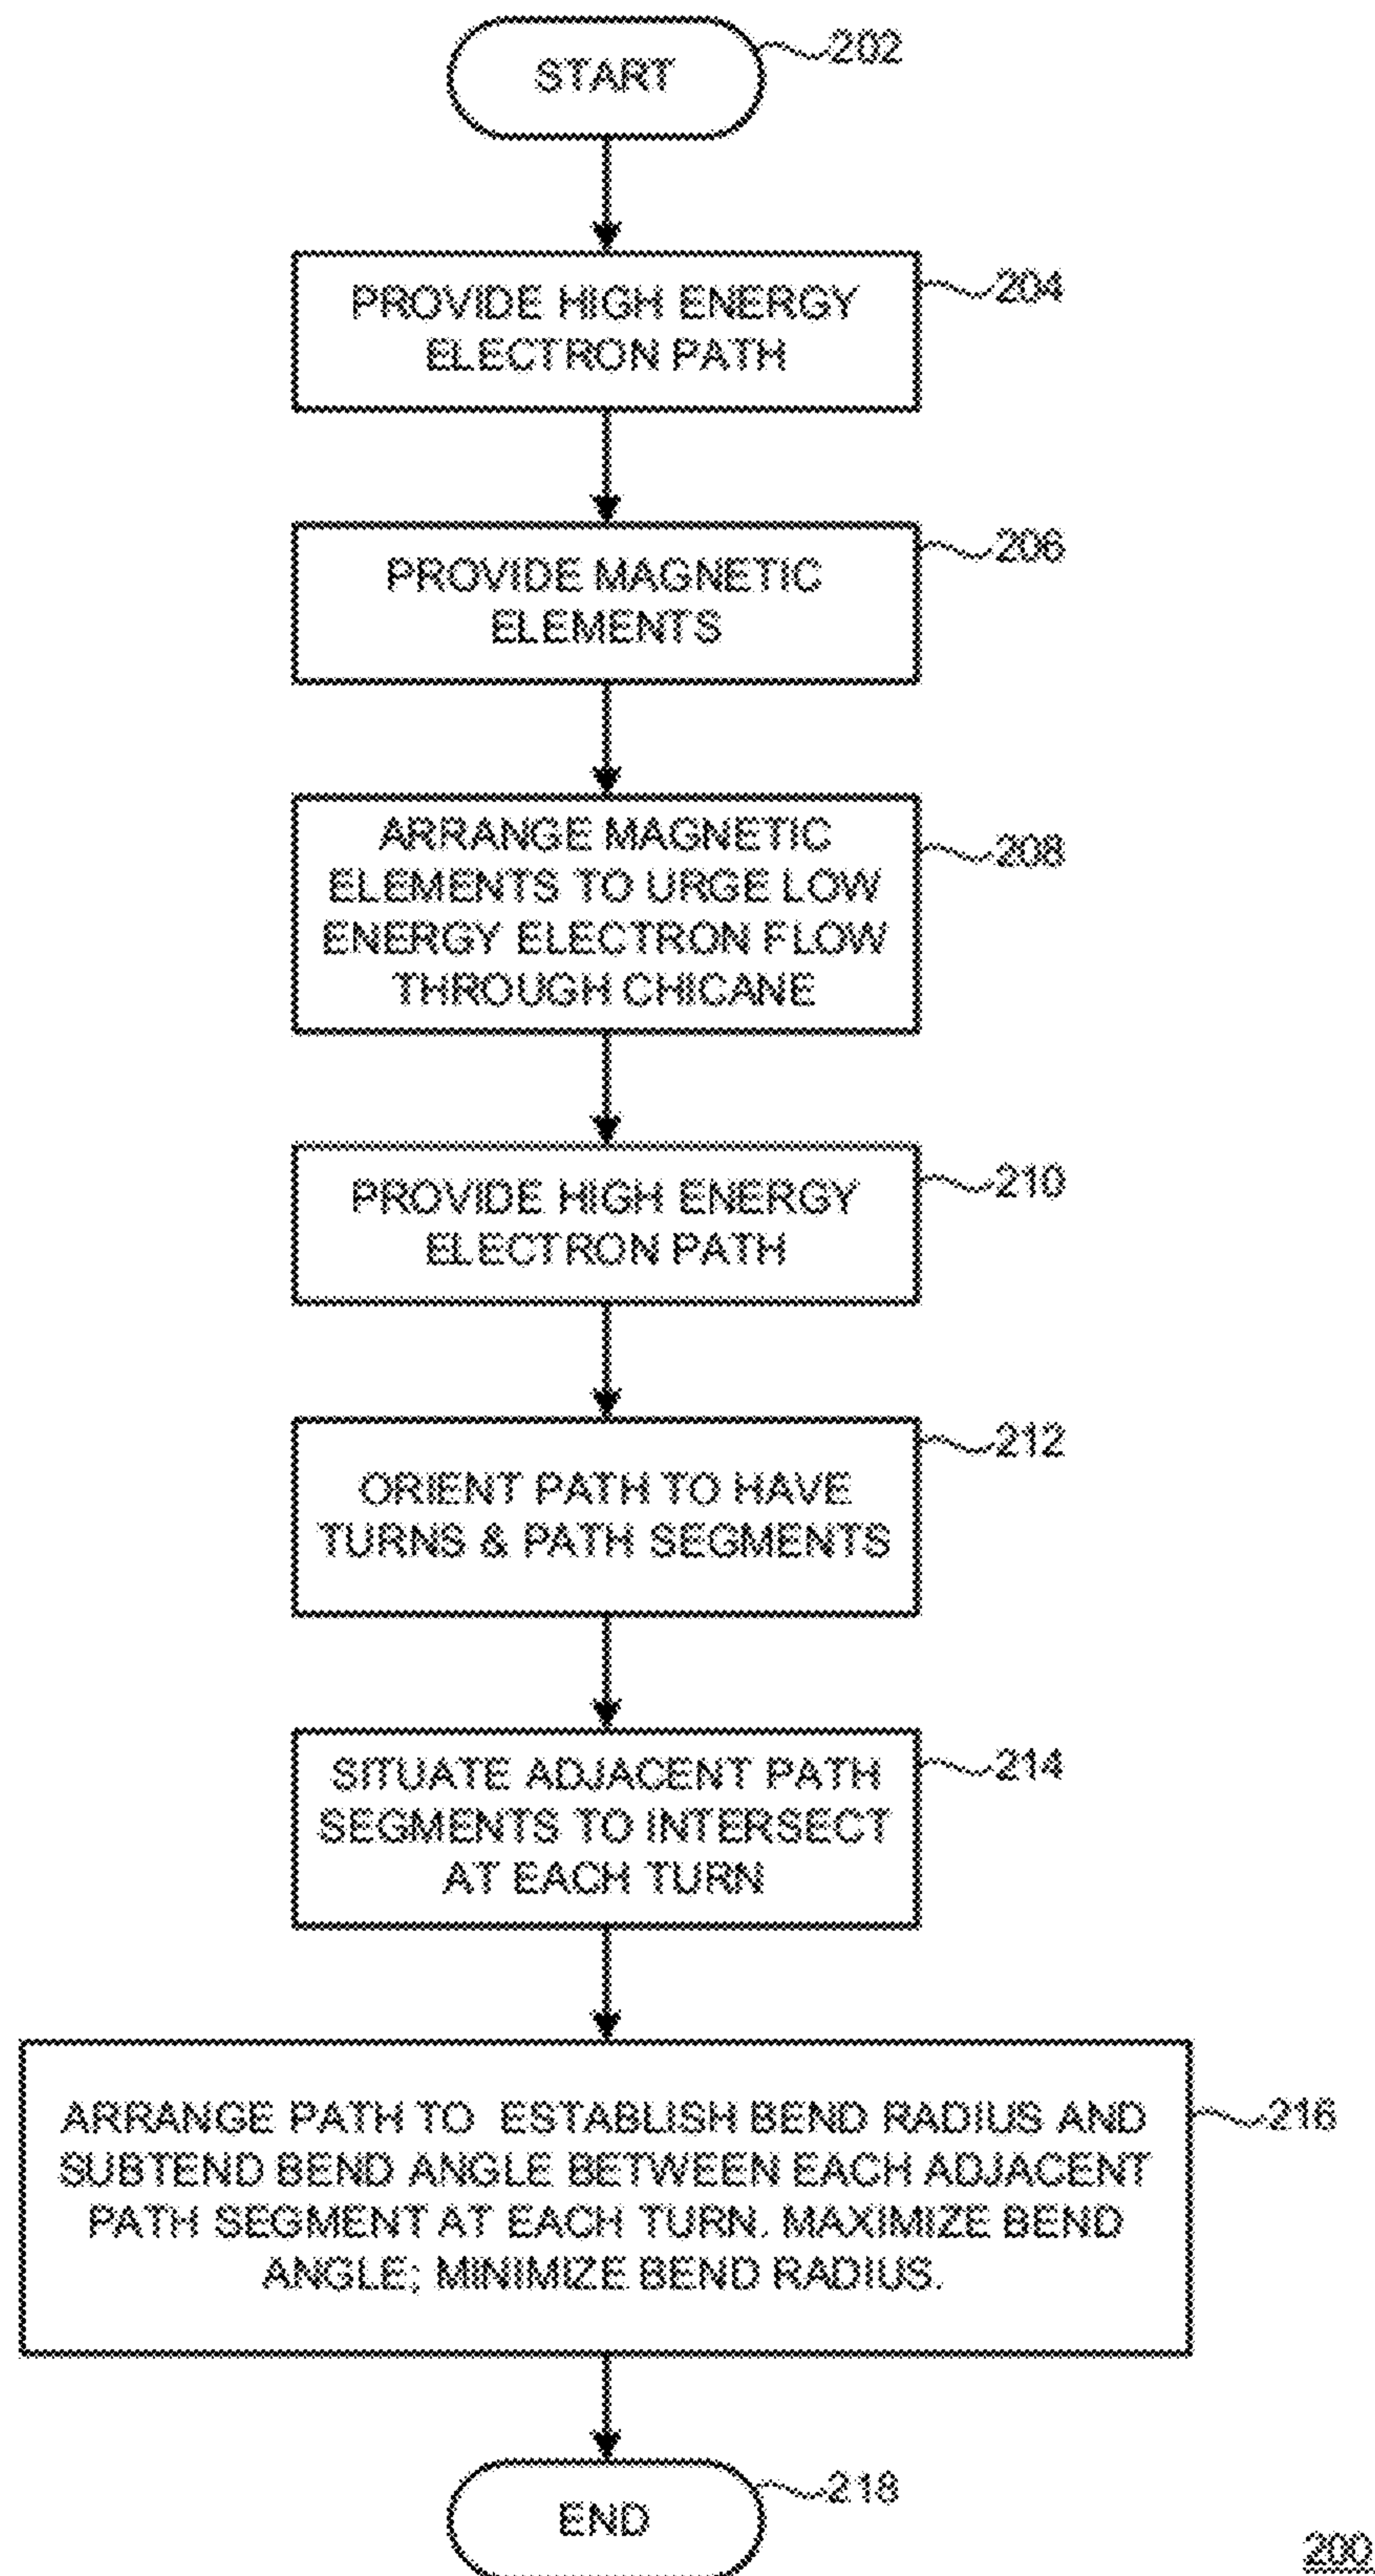 START
202
PROVIDE HIGH ENERGY
ELECTRON PATH
204
PROVIDE MAGNETIC
ELEMENTS
206
ARRANGE MAGNETIC
ELEMENTS TO URGE LOW
ENERGY ELECTRON FLOW
THROUGH CHICANE
208
PROVIDE HIGH ENERGY
ELECTRON PATH
210
ORIENT PATH TO HAVE
TURNS & PATH SEGMENTS
212
SITUATE ADJACENT PATH
SEGMENTS TO INTERSECT
AT EACH TURN
214
ARRANGE PATH TO ESTABLISH BEND RADIUS AND
SUBTEND BEND ANGLE BETWEEN EACH ADJACENT
PATH SEGMENT AT EACH TURN. MAXIMIZE BEND
ANGLE; MINIMIZE BEND RADIUS.
216
END
218
200